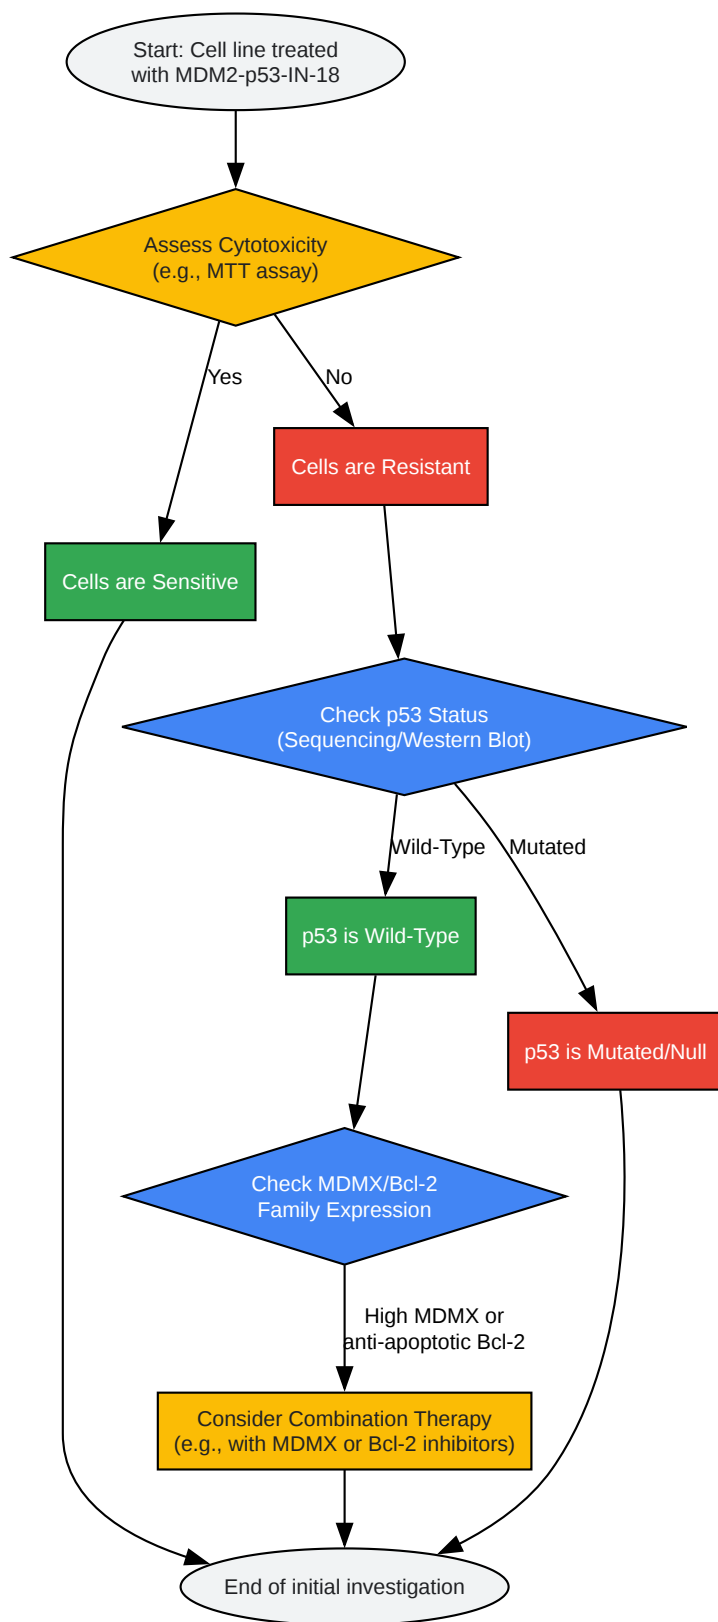 Start: Cell line treated
with MDM2-p53-IN-18
Assess Cytotoxicity
(e.g., MTT assay)
Yes
No
Cells are Resistant
Cells are Sensitive
Check p53 Status
(Sequencing/Western Blot)
Wild-Type
Mutated
p53 is Wild-Type
p53 is Mutated/Null
Check MDMX/Bcl-2
Family Expression
High MDMX or
anti-apoptotic Bcl-2
Consider Combination Therapy
(e.g., with MDMX or Bcl-2 inhibitors)
End of initial investigation